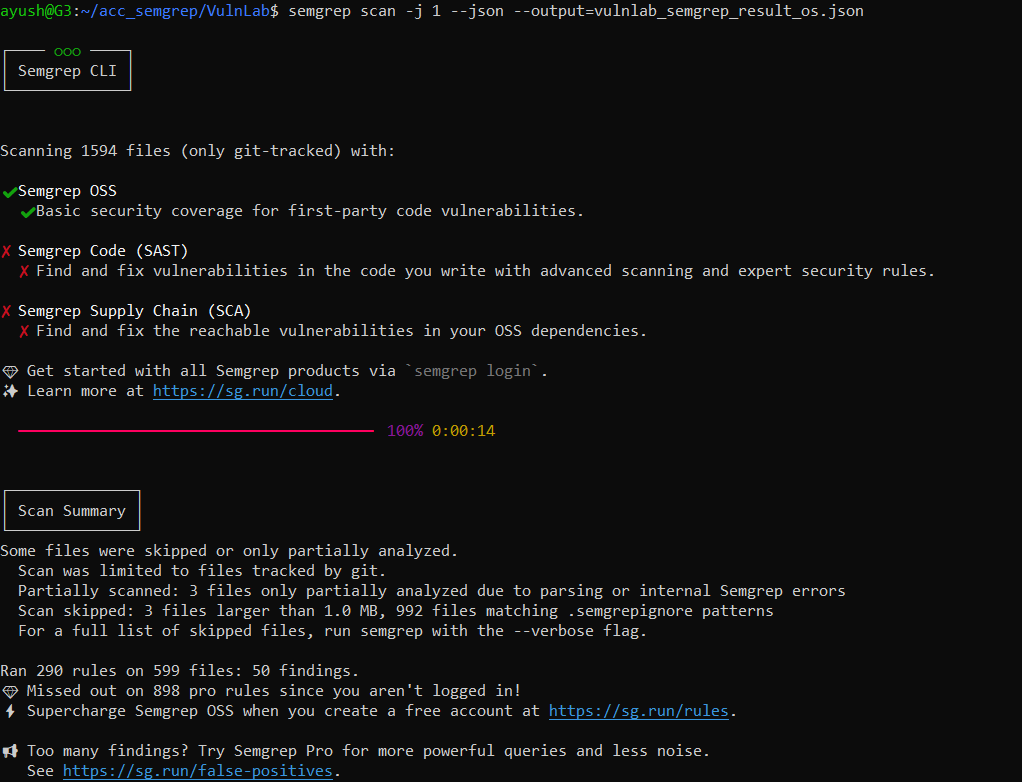 ayush@G3:~/acc_semgrep/VulnLab$ semgrep scan -j 1 --json --output=vulnlab_semgrep_result_os.json
ooo
Semgrep CLI
Scanning 1594 files (only git-tracked) with:
✔Semgrep OSS
✔Basic security coverage for first-party code vulnerabilities.
✘ Semgrep Code (SAST)
✘ Find and fix vulnerabilities in the code you write with advanced scanning and expert security rules.
✘ Semgrep Supply Chain (SCA)
✘ Find and fix the reachable vulnerabilities in your OSS dependencies.
💎 Get started with all Semgrep products via `semgrep login`.
✨ Learn more at https://sg.run/cloud.
100% 0:00:14
Scan Summary
Some files were skipped or only partially analyzed.
Scan was limited to files tracked by git.
Partially scanned: 3 files only partially analyzed due to parsing or internal Semgrep errors
Scan skipped: 3 files larger than 1.0 MB, 992 files matching .semgrepignore patterns
For a full list of skipped files, run semgrep with the --verbose flag.
Ran 290 rules on 599 files: 50 findings.
💎 Missed out on 898 pro rules since you aren't logged in!
⚡ Supercharge Semgrep OSS when you create a free account at https://sg.run/rules.
📢 Too many findings? Try Semgrep Pro for more powerful queries and less noise.
See https://sg.run/false-positives.